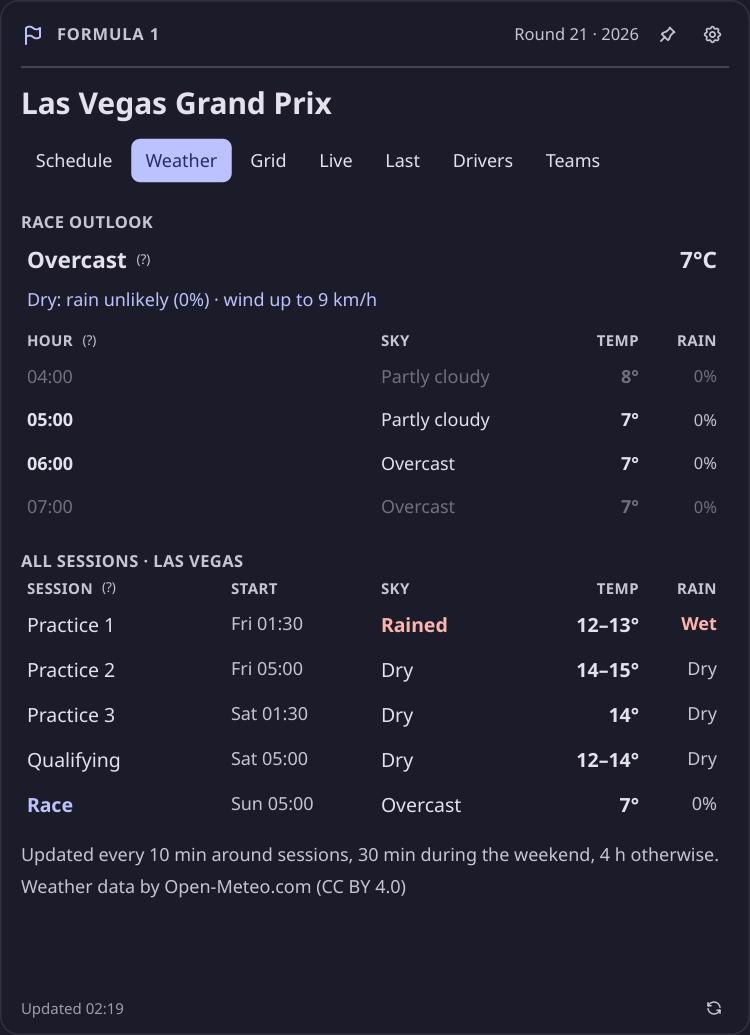 FORMULA 1 Round 21 · 2026
Las Vegas Grand Prix
Schedule Weather Grid Live Last Drivers Teams
RACE OUTLOOK
Overcast (?) 7°C
Dry: rain unlikely (0%) · wind up to 9 km/h
HOUR (?) SKY TEMP RAIN
04:00 Partly cloudy 8° 0%
05:00 Partly cloudy 7° 0%
06:00 Overcast 7° 0%
07:00 Overcast 7° 0%
ALL SESSIONS · LAS VEGAS
SESSION (?) START SKY TEMP RAIN
Practice 1 Fri 01:30 Rained 12–13° Wet
Practice 2 Fri 05:00 Dry 14–15° Dry
Practice 3 Sat 01:30 Dry 14° Dry
Qualifying Sat 05:00 Dry 12–14° Dry
Race Sun 05:00 Overcast 7° 0%
Updated every 10 min around sessions, 30 min during the weekend, 4 h otherwise.
Weather data by Open-Meteo.com (CC BY 4.0)
Updated 02:19